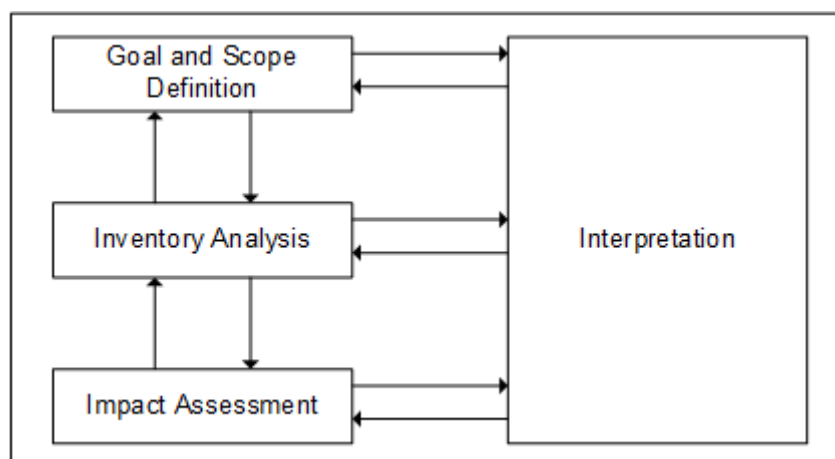 Goal and Scope
Definition
Inventory Analysis
Interpretation
Impact Assessment